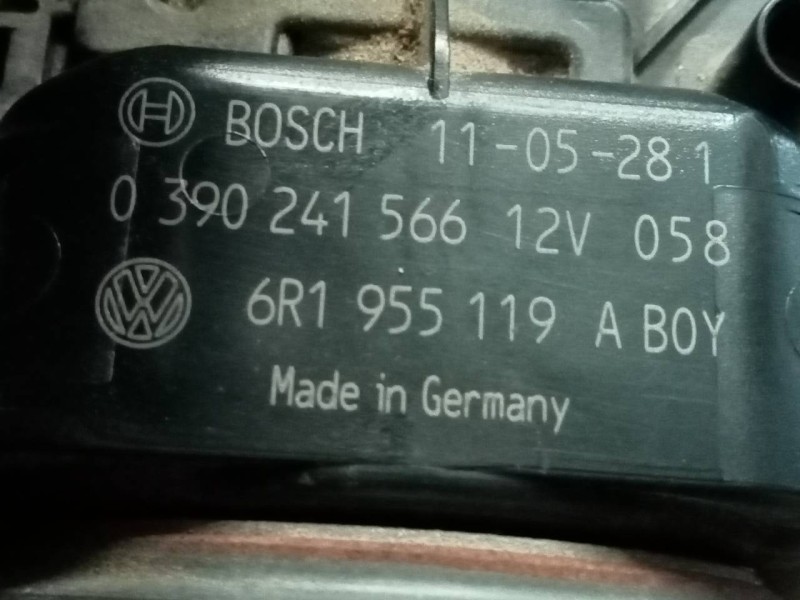 BOSCH 11-05-28 1
0 390 241 566 12V 058
6R1 955 119 A BOY
Made in Germany